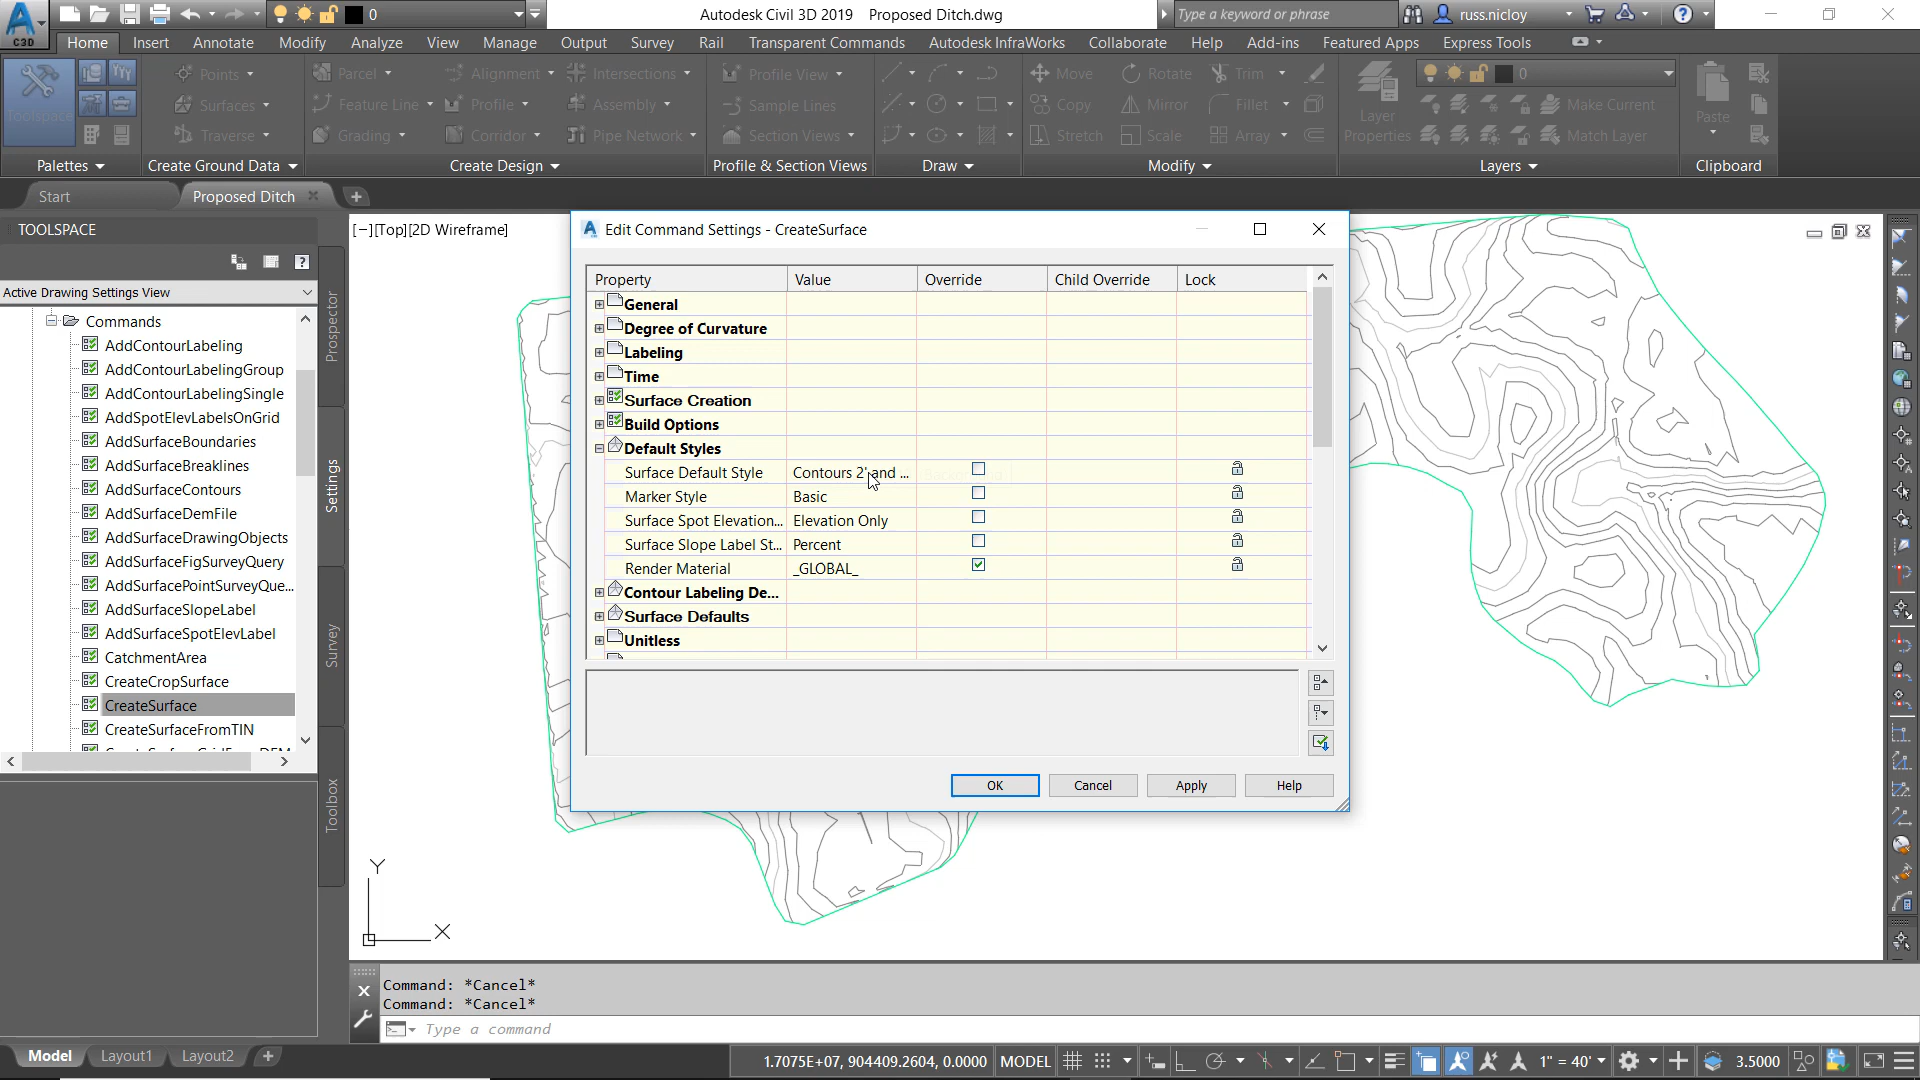 C3D
0
Autodesk Civil 3D 2019 Proposed Ditch.dwg
Type a keyword or phrase
russ.nicloy
Home Insert Annotate Modify Analyze View Manage Output Survey Rail Transparent Commands Autodesk InfraWorks Collaborate Help Add-ins Featured Apps Express Tools
Toolspace
Points
Surfaces
Traverse
Parcel
Feature Line
Grading
Alignment
Profile
Corridor
Intersections
Assembly
Pipe Network
Profile View
Sample Lines
Section Views
Move
Copy
Stretch
Rotate
Mirror
Scale
Trim
Fillet
Array
Layer
Properties
0
Make Current
Match Layer
Paste
Palettes
Create Ground Data
Create Design
Profile & Section Views
Draw
Modify
Layers
Clipboard
Start
Proposed Ditch
TOOLSPACE
Active Drawing Settings View
Commands
AddContourLabeling
AddContourLabelingGroup
AddContourLabelingSingle
AddSpotElevLabelsOnGrid
AddSurfaceBoundaries
AddSurfaceBreaklines
AddSurfaceContours
AddSurfaceDemFile
AddSurfaceDrawingObjects
AddSurfaceFigSurveyQuery
AddSurfacePointSurveyQue...
AddSurfaceSlopeLabel
AddSurfaceSpotElevLabel
CatchmentArea
CreateCropSurface
CreateSurface
CreateSurfaceFromTIN
Prospector
Settings
Survey
Toolbox
[−][Top][2D Wireframe]
Edit Command Settings - CreateSurface
Property Value Override Child Override Lock
General
Degree of Curvature
Labeling
Time
Surface Creation
Build Options
Default Styles
Surface Default Style Contours 2' and ...
Marker Style Basic
Surface Spot Elevation... Elevation Only
Surface Slope Label St... Percent
Render Material _GLOBAL_
Contour Labeling De...
Surface Defaults
Unitless
OK Cancel Apply Help
Y
X
Command: *Cancel*
Command: *Cancel*
Type a command
Model Layout1 Layout2
1.7075E+07, 904409.2604, 0.0000 MODEL 1" = 40' 3.5000